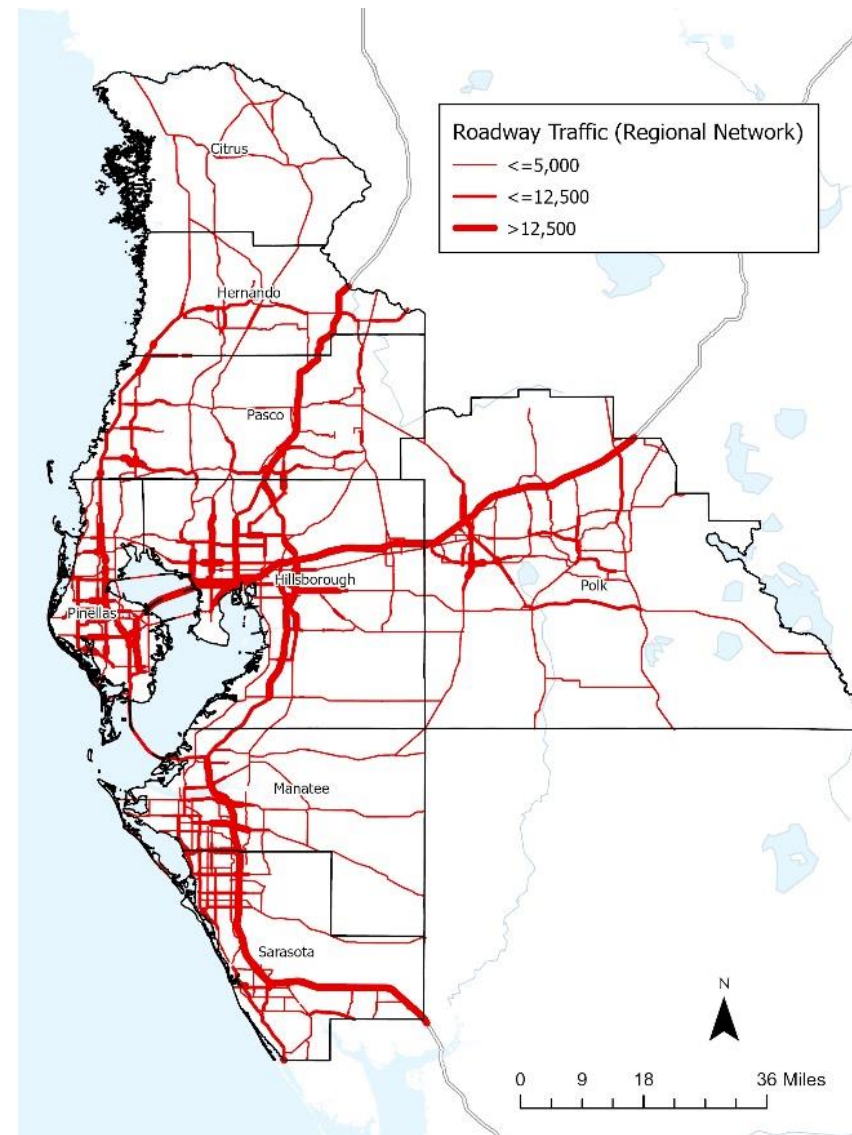 Roadway Traffic (Regional Network)
<=5,000
<=12,500
>12,500
Citrus
Hernando
Pasco
Hillsborough
Polk
Pinellas
Manatee
Sarasota
N
0 9 18 36 Miles